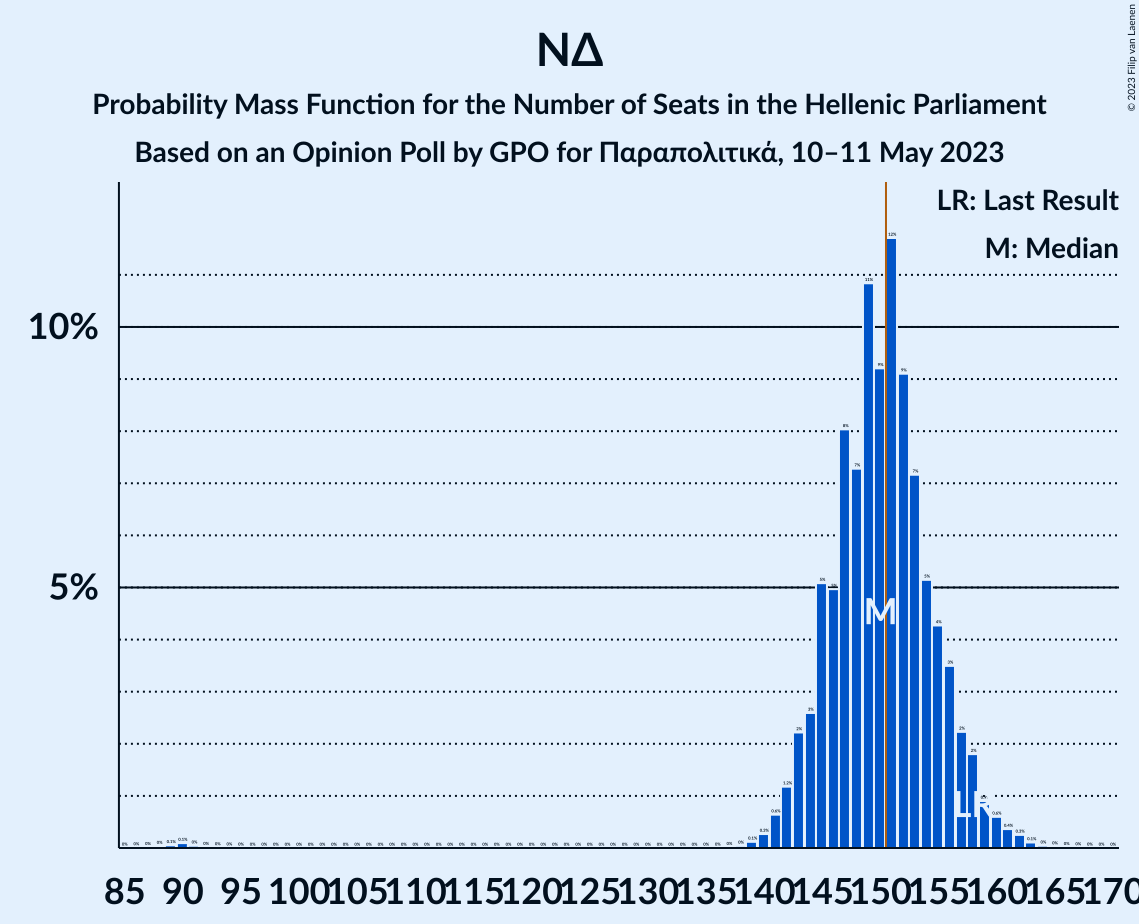 ΝΔ
Probability Mass Function for the Number of Seats in the Hellenic Parliament
Based on an Opinion Poll by GPO for Παραπολιτικά, 10–11 May 2023
© 2023 Filip van Laenen
LR: Last Result
M: Median
10%
5%
M
LR
85 90 95 100 105 110 115 120 125 130 135 140 145 150 155 160 165 170